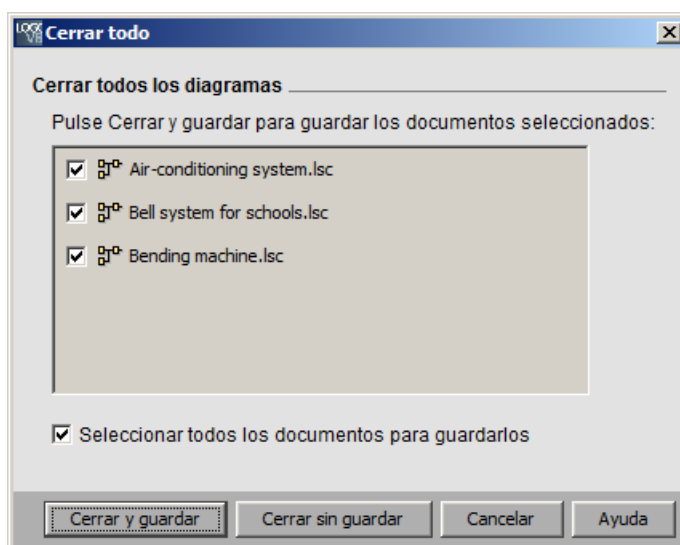 LOGO
Cerrar todo
Cerrar todos los diagramas
Pulse Cerrar y guardar para guardar los documentos seleccionados:
Air-conditioning system.lsc
Bell system for schools.lsc
Bending machine.lsc
Seleccionar todos los documentos para guardarlos
Cerrar y guardar Cerrar sin guardar Cancelar Ayuda